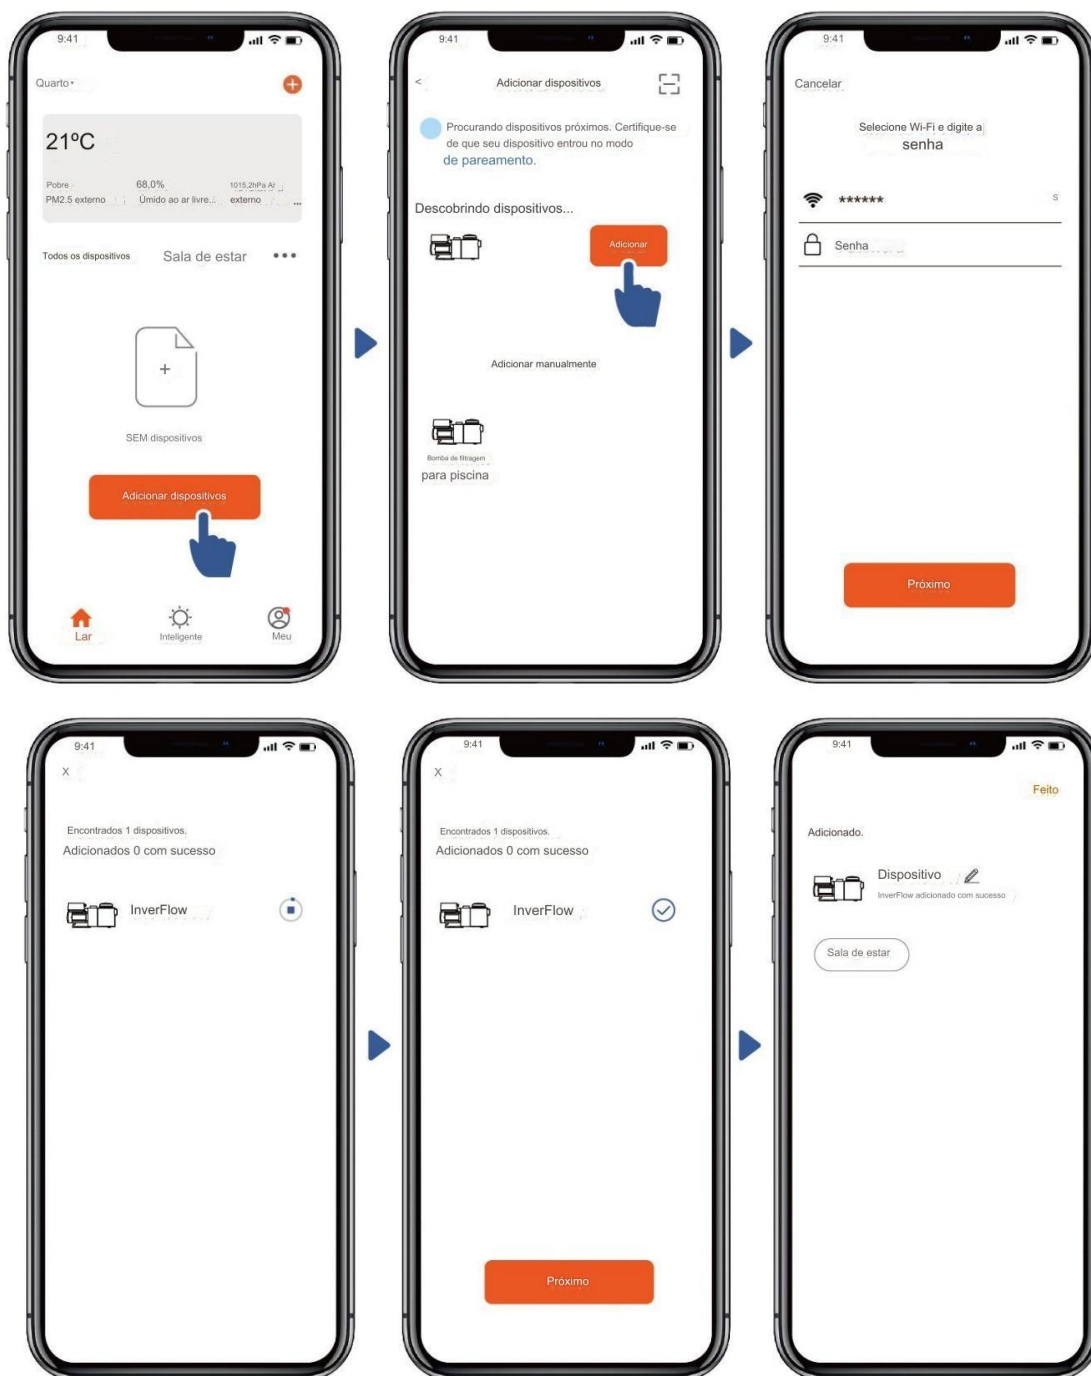 9:41
Quarto
21ºC
Pobre 68,0% 1015,2hPa Ar
PM2.5 externo Úmido ao ar livre... externo ...
Todos os dispositivos Sala de estar
SEM dispositivos
Adicionar dispositivos
Lar Inteligente Meu
9:41
< Adicionar dispositivos
Procurando dispositivos próximos. Certifique-se
de que seu dispositivo entrou no modo
de pareamento.
Descobrindo dispositivos...
Adicionar
Adicionar manualmente
Bomba de filtragem
para piscina
9:41
Cancelar
Selecione Wi-Fi e digite a
senha
****** S
Senha
Próximo
9:41
X
Encontrados 1 dispositivos.
Adicionados 0 com sucesso
InverFlow
9:41
X
Encontrados 1 dispositivos.
Adicionados 0 com sucesso
InverFlow
Próximo
9:41
Feito
Adicionado.
Dispositivo
InverFlow adicionado com sucesso
Sala de estar